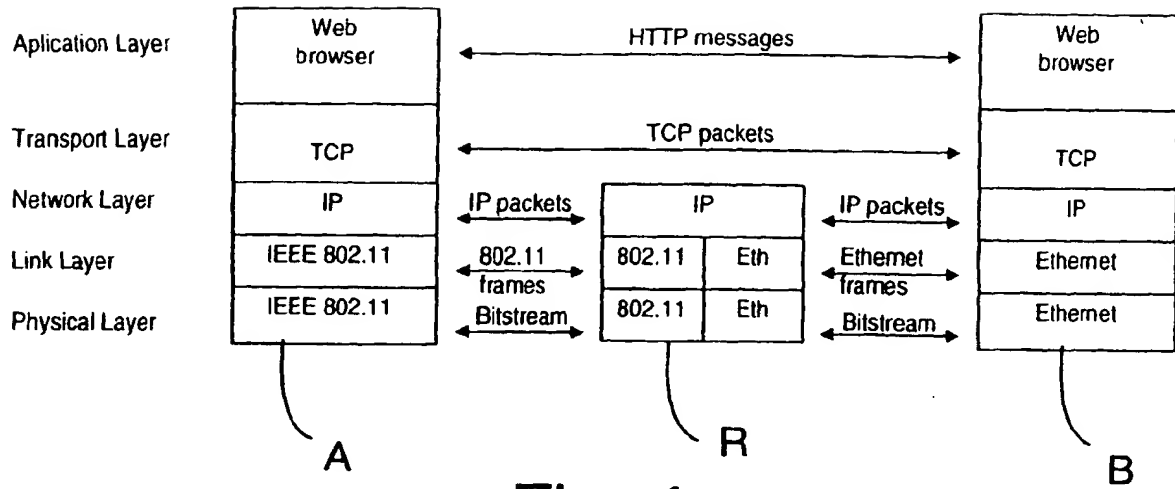 Aplication Layer
Web browser
HTTP messages
Web browser
Transport Layer
TCP
TCP packets
TCP
Network Layer
IP
IP packets
IP
IP packets
IP
Link Layer
IEEE 802.11
802.11 frames
802.11
Eth
Ethernet frames
Ethernet
Physical Layer
IEEE 802.11
Bitstream
802.11
Eth
Bitstream
Ethernet
A
R
B